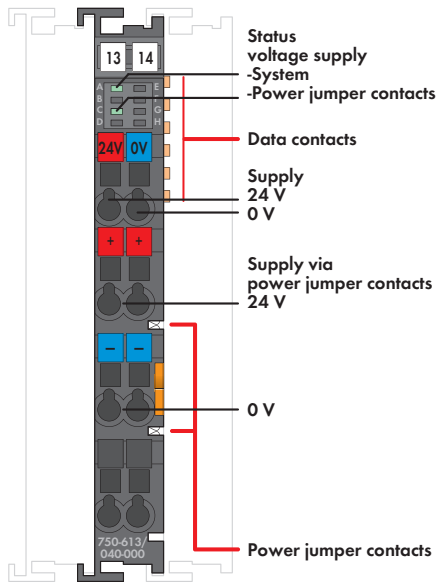 13 14
Status
voltage supply
-System
-Power jumper contacts
A E
B F
C G
D H
Data contacts
24V 0V
Supply
24 V
0 V
+ +
Supply via
power jumper contacts
24 V
– –
0 V
750-613/
040-000
Power jumper contacts